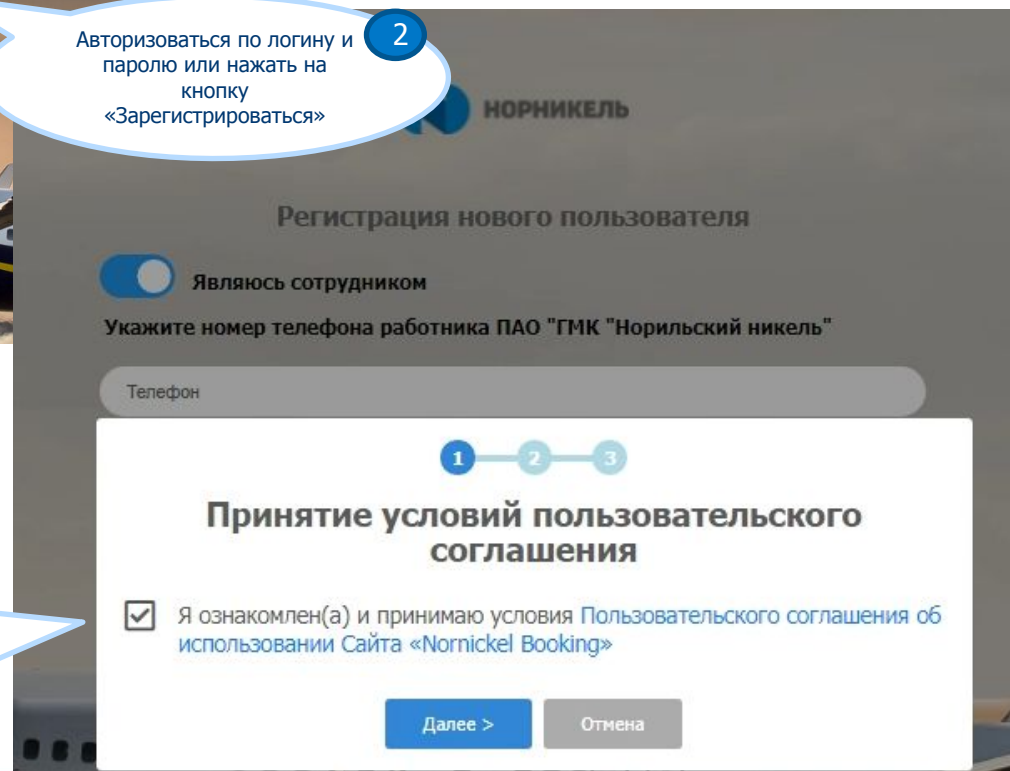 Авторизоваться по логину и
паролю или нажать на
кнопку
«Зарегистрироваться»
2
НОРНИКЕЛЬ
Регистрация нового пользователя
Являюсь сотрудником
Укажите номер телефона работника ПАО "ГМК "Норильский никель"
Телефон
1 2 3
Принятие условий пользовательского
соглашения
Я ознакомлен(а) и принимаю условия Пользовательского соглашения об
использовании Сайта «Nornickel Booking»
Далее > Отмена